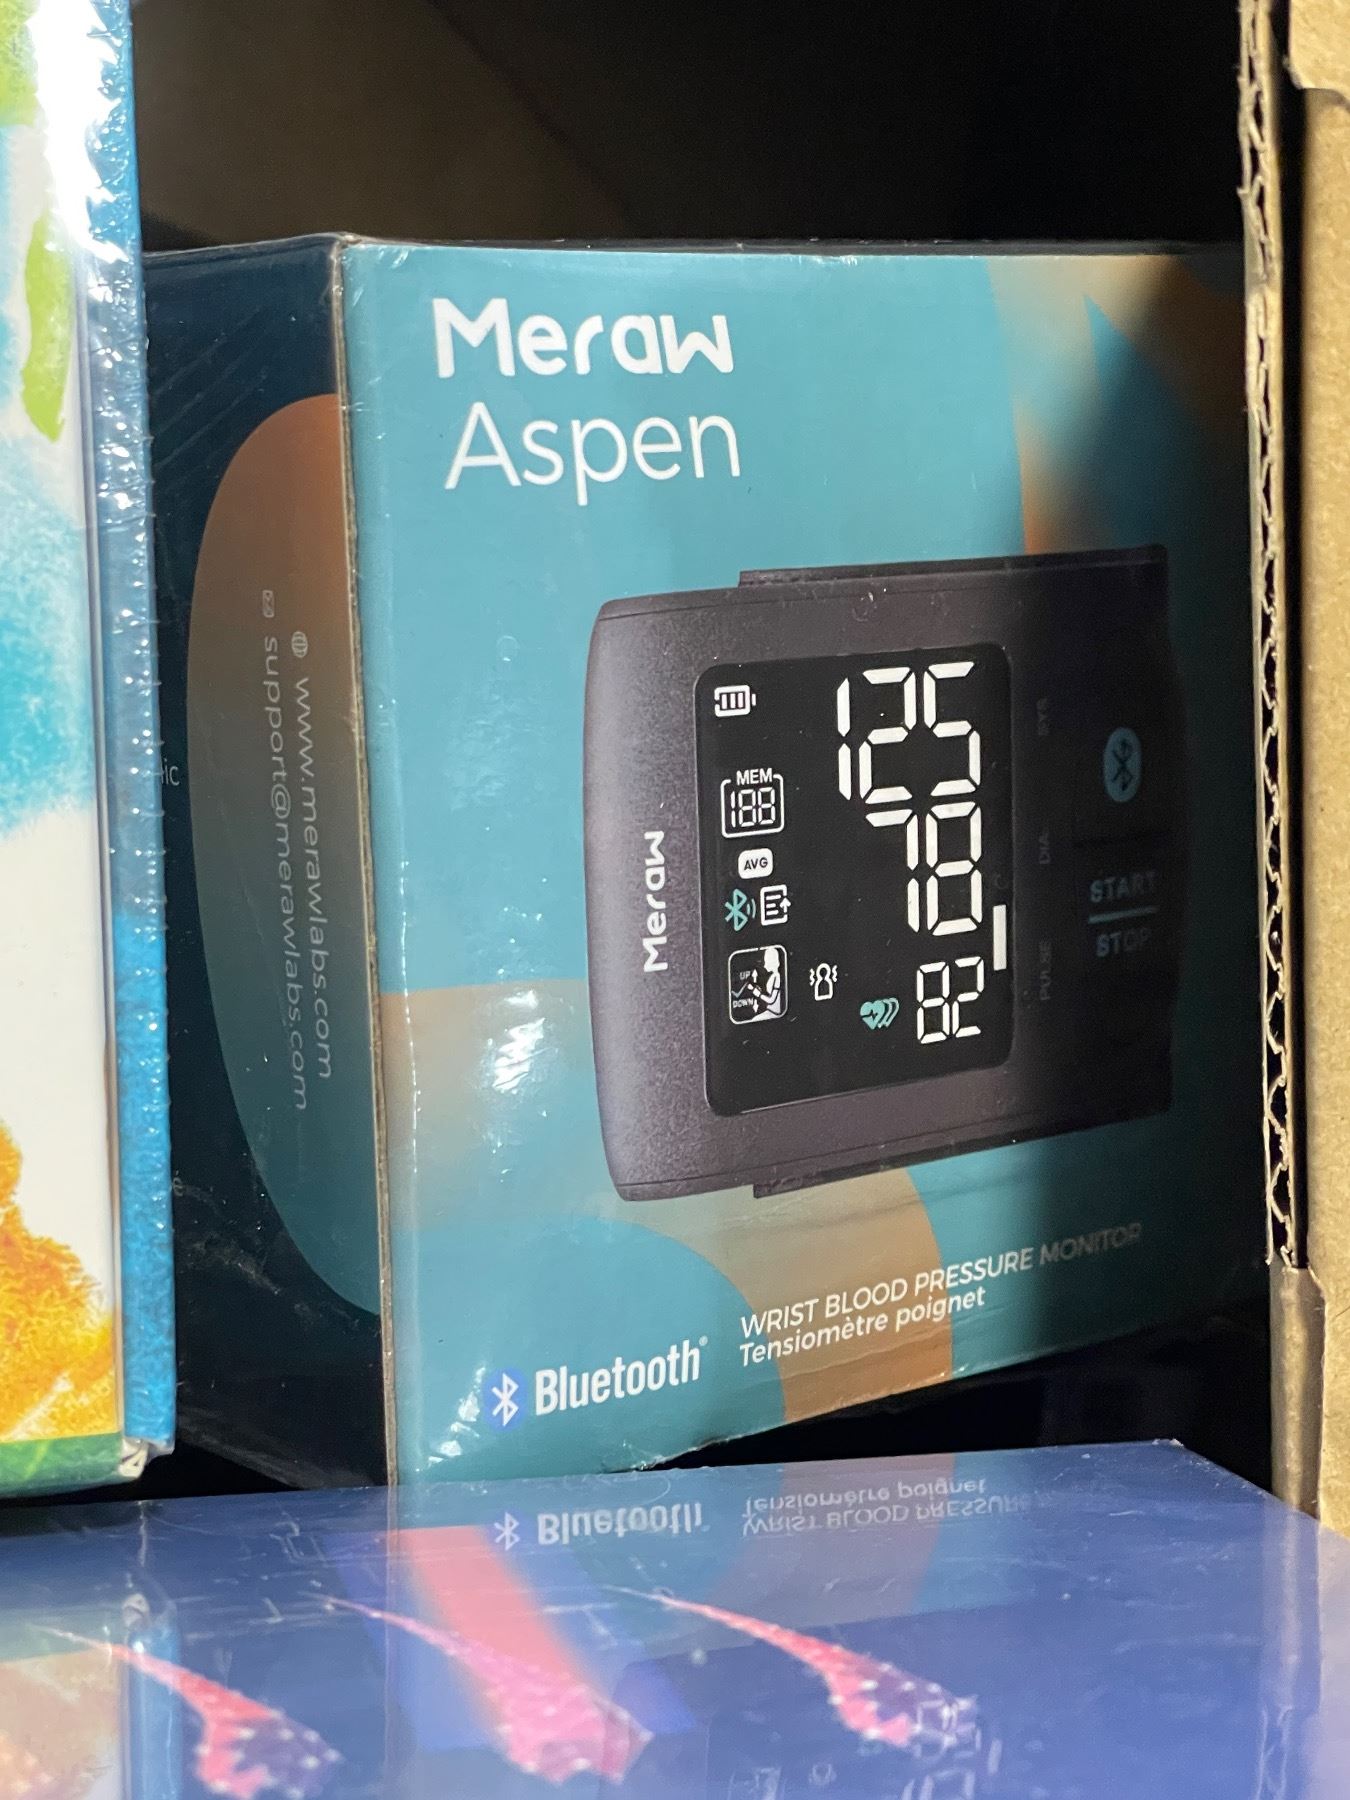 Meraw
Aspen
www.merawlabs.com
support@merawlabs.com
Meraw
MEM
188
AVG
UP
DOWN
125
70
82
SYS
DIA
PULSE
START
STOP
Bluetooth®
WRIST BLOOD PRESSURE MONITOR
Tensiomètre poignet